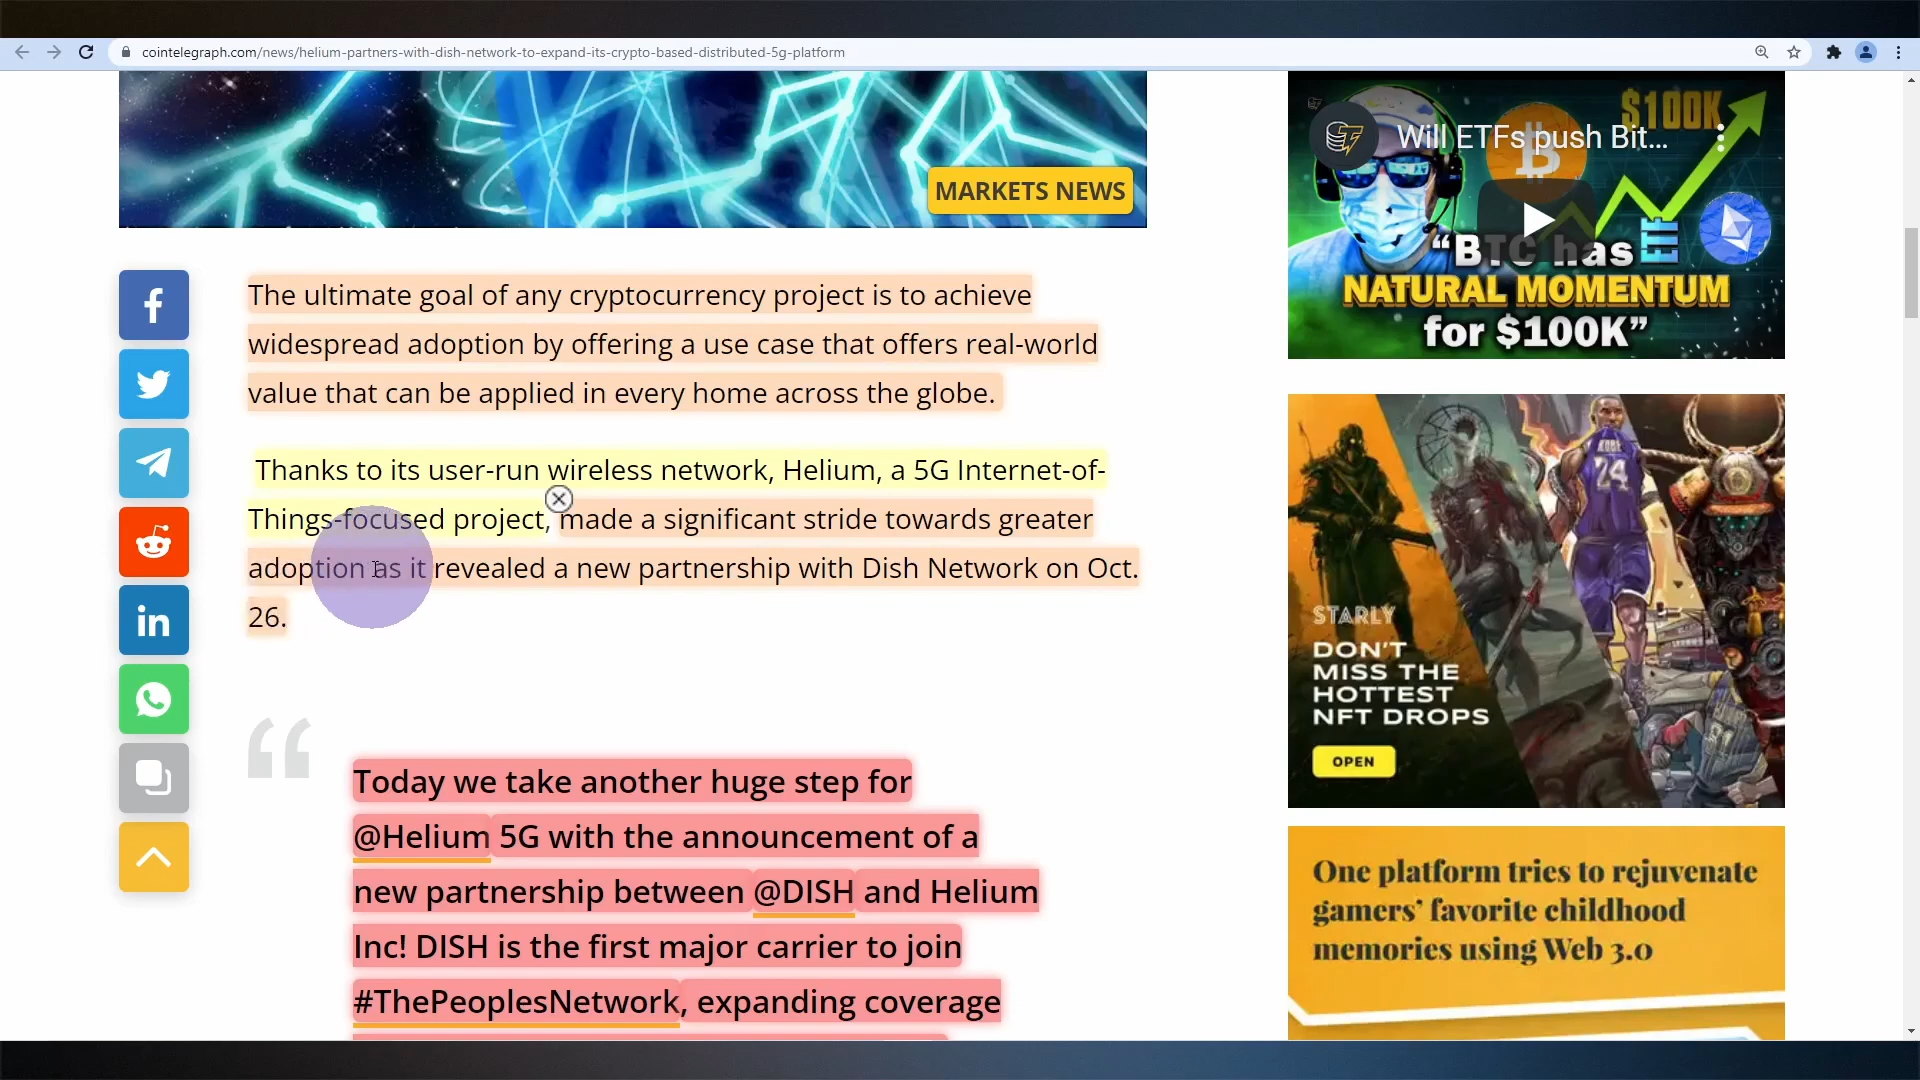 cointelegraph.com/news/helium-partners-with-dish-network-to-expand-its-crypto-based-distributed-5g-platform
MARKETS NEWS
The ultimate goal of any cryptocurrency project is to achieve
widespread adoption by offering a use case that offers real-world
value that can be applied in every home across the globe.
Thanks to its user-run wireless network, Helium, a 5G Internet-of-
Things-focused project, made a significant stride towards greater
adoption as it revealed a new partnership with Dish Network on Oct.
26.
Today we take another huge step for
@Helium 5G with the announcement of a
new partnership between @DISH and Helium
Inc! DISH is the first major carrier to join
#ThePeoplesNetwork, expanding coverage
$100K
Will ETFs push Bit...
ETF
“BTC has
NATURAL MOMENTUM
for $100K”
KOBE
24
STARLY
DON'T
MISS THE
HOTTEST
NFT DROPS
OPEN
One platform tries to rejuvenate
gamers’ favorite childhood
memories using Web 3.0